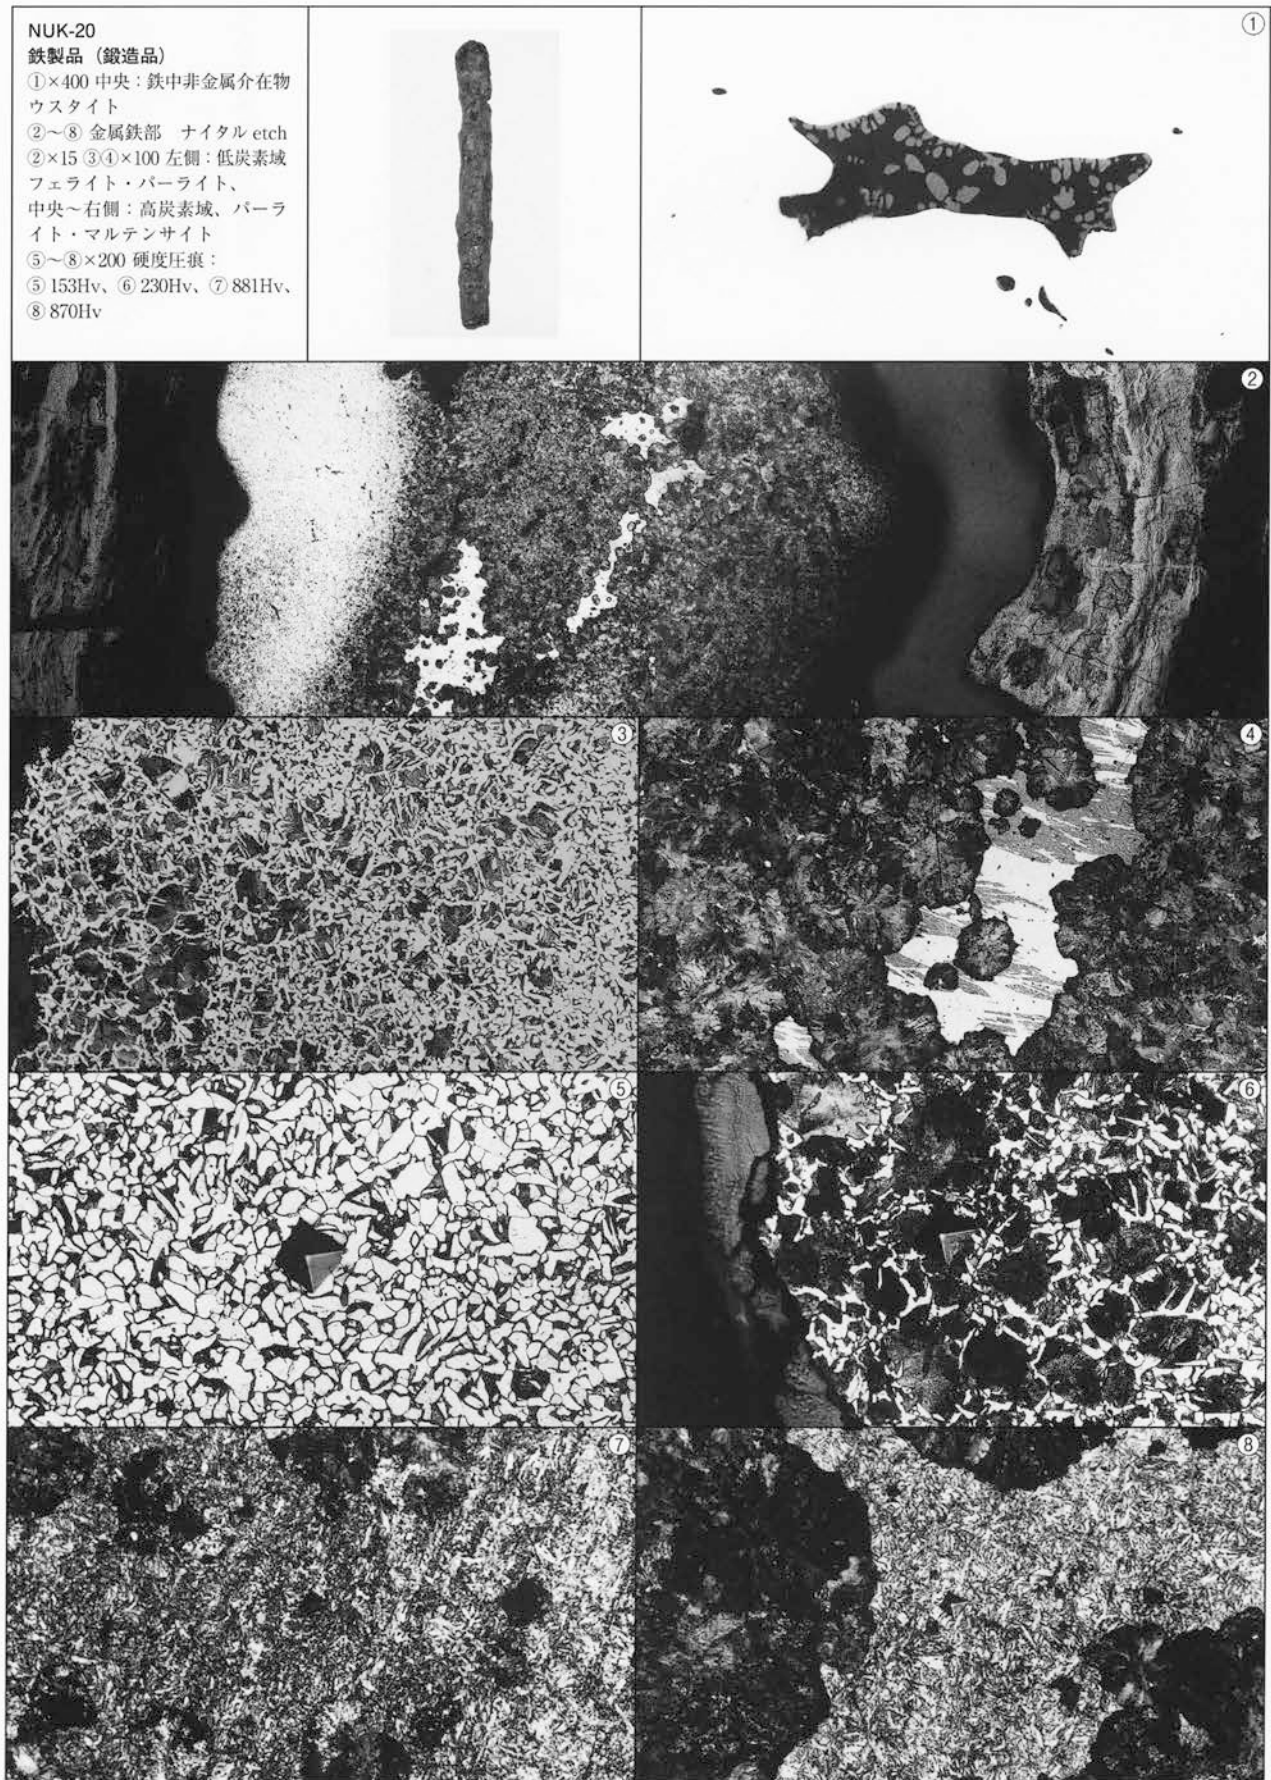 NUK-20
鉄製品（鍛造品）
①×400 中央：鉄中非金属介在物
ウスタイト
②～⑧ 金属鉄部　ナイタル etch
②×15 ③④×100 左側：低炭素域
フェライト・パーライト、
中央～右側：高炭素域、パーラ
イト・マルテンサイト
⑤～⑧×200 硬度圧痕：
⑤ 153Hv、⑥ 230Hv、⑦ 881Hv、
⑧ 870Hv
①
②
③
④
⑤
⑥
⑦
⑧